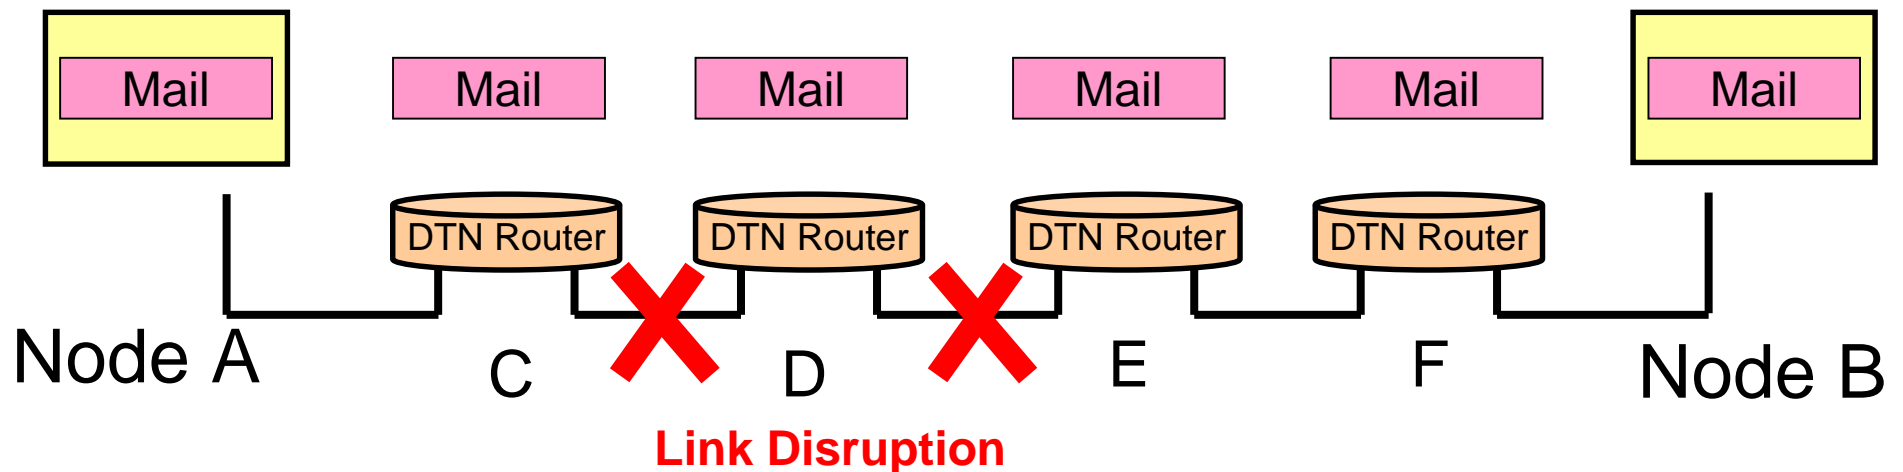 Mail
Mail
Mail
Mail
Mail
Mail
DTN Router
DTN Router
DTN Router
DTN Router
Node A
C
D
E
F
Node B
Link Disruption